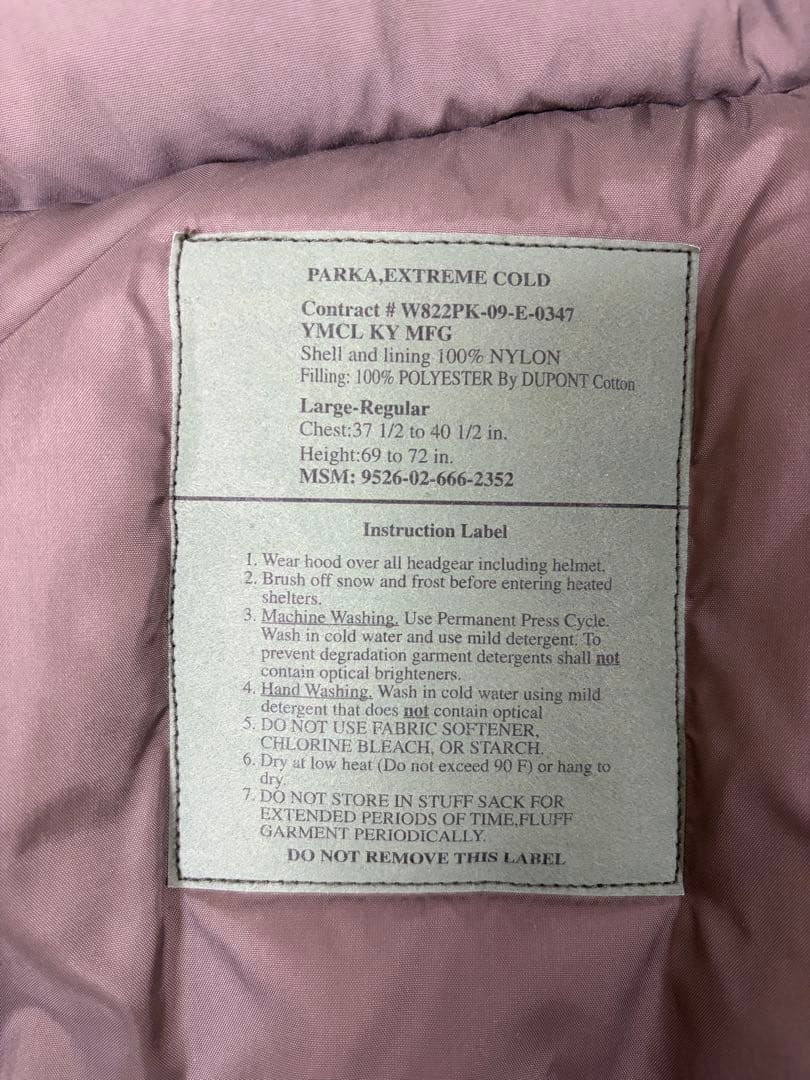 PARKA,EXTREME COLD
Contract # W822PK-09-E-0347
YMCL KY MFG
Shell and lining 100% NYLON
Filling: 100% POLYESTER By DUPONT Cotton
Large-Regular
Chest:37 1/2 to 40 1/2 in.
Height:69 to 72 in.
MSM: 9526-02-666-2352
Instruction Label
1. Wear hood over all headgear including helmet.
2. Brush off snow and frost before entering heated
shelters.
3. Machine Washing. Use Permanent Press Cycle.
Wash in cold water and use mild detergent. To
prevent degradation garment detergents shall not
contain optical brighteners.
4. Hand Washing. Wash in cold water using mild
detergent that does not contain optical
5. DO NOT USE FABRIC SOFTENER,
CHLORINE BLEACH, OR STARCH.
6. Dry at low heat (Do not exceed 90 F) or hang to
dry.
7. DO NOT STORE IN STUFF SACK FOR
EXTENDED PERIODS OF TIME,FLUFF
GARMENT PERIODICALLY.
DO NOT REMOVE THIS LABEL